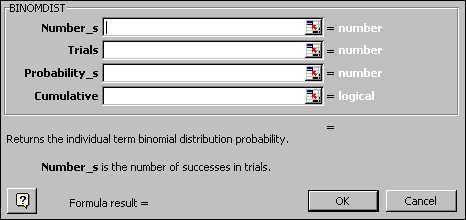 BINOMDIST
Number_s = number
Trials = number
Probability_s = number
Cumulative = logical
=
Returns the individual term binomial distribution probability.
Number_s is the number of successes in trials.
? Formula result = OK Cancel